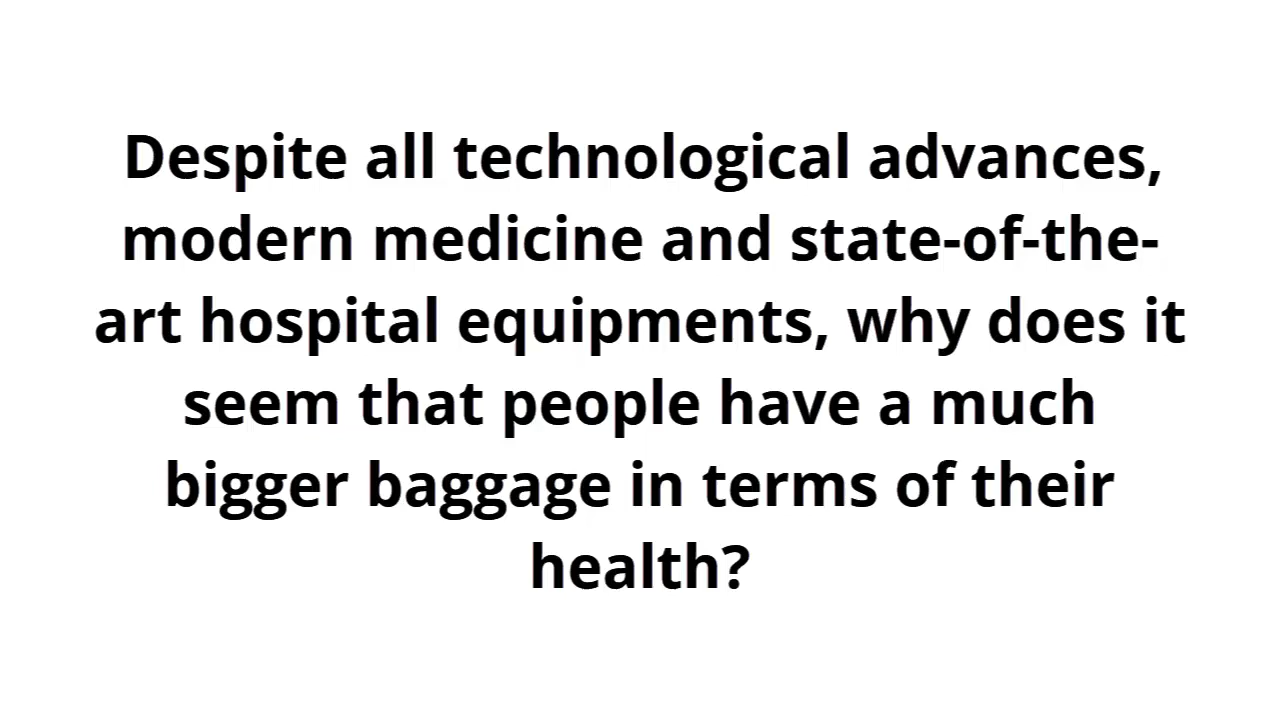 Despite all technological advances,
modern medicine and state-of-the-
art hospital equipments, why does it
seem that people have a much
bigger baggage in terms of their
health?